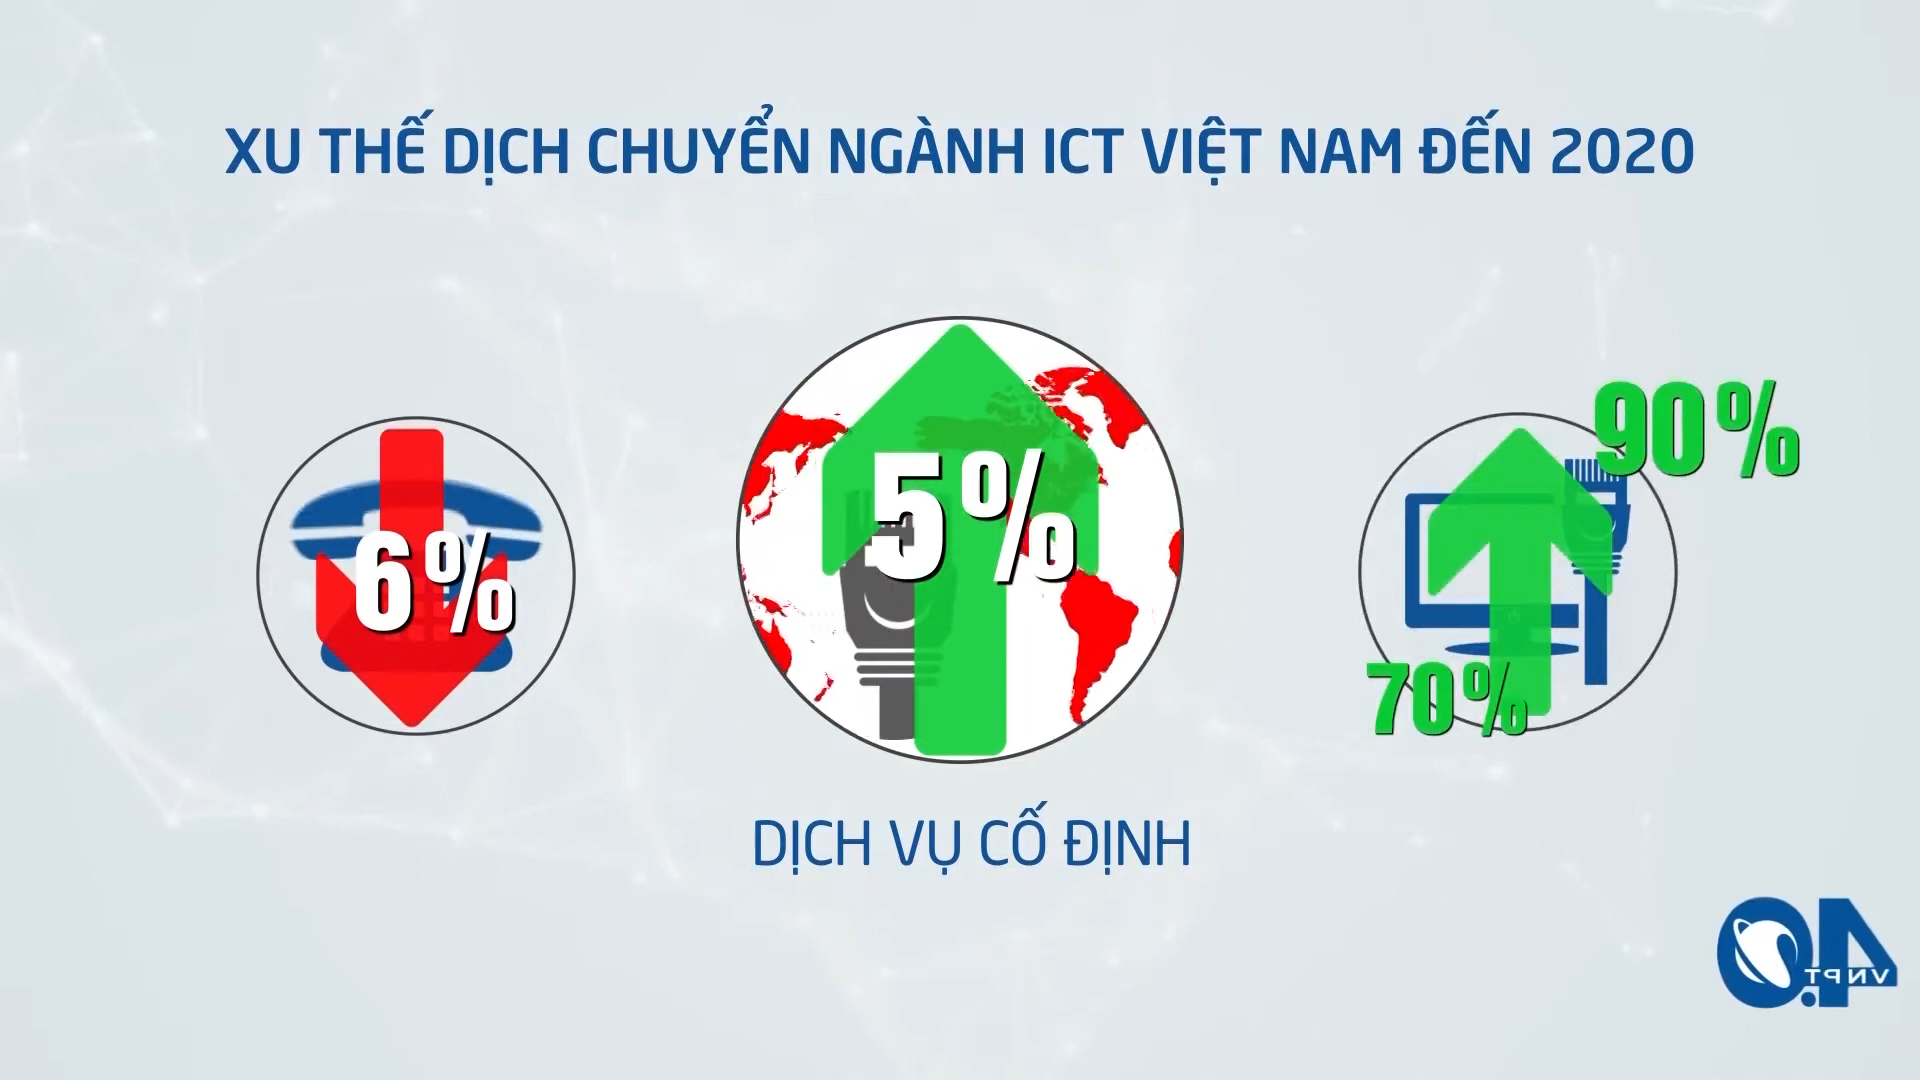 XU THẾ DỊCH CHUYỂN NGÀNH ICT VIỆT NAM ĐẾN 2020
6%
5%
90%
70%
DỊCH VỤ CỐ ĐỊNH
4.0
VNPT